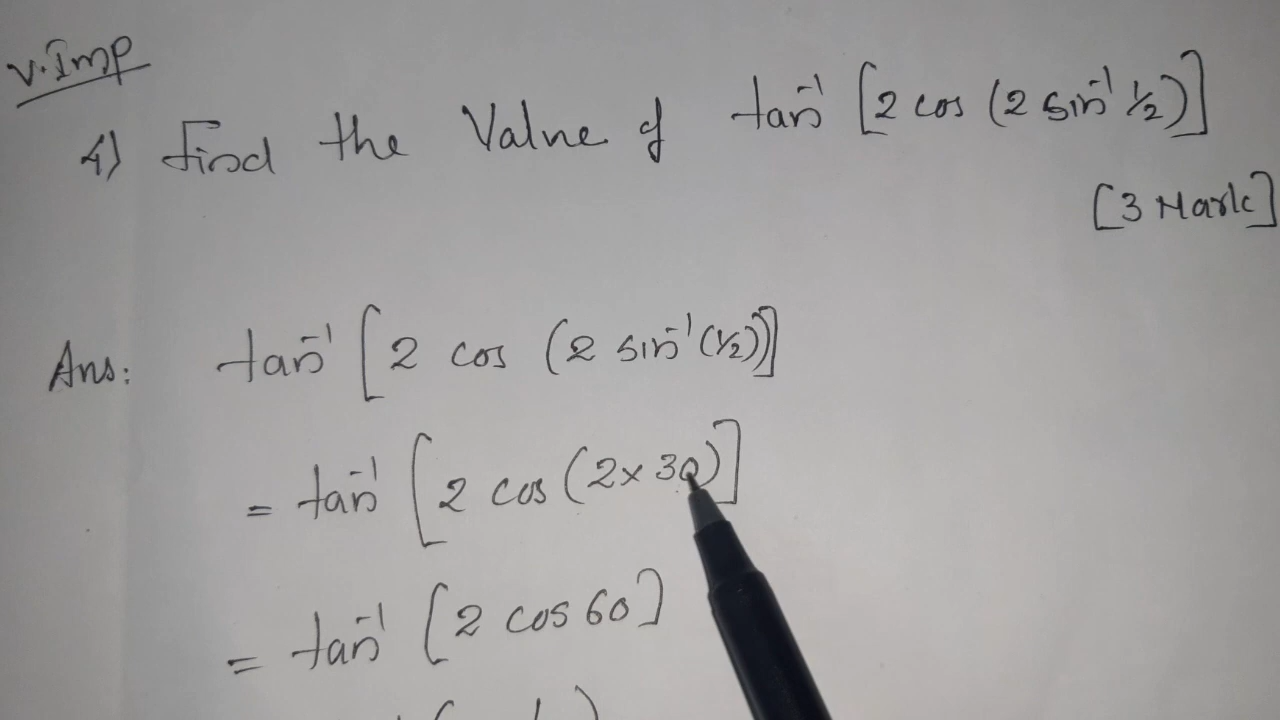 v.Imp
4) Find the Value of tan⁻¹ [2 cos (2 sin⁻¹ 1/2)]
[3 Mark]
Ans: tan⁻¹ [2 cos (2 sin⁻¹(1/2))]
= tan⁻¹ [2 cos (2×30)]
= tan⁻¹ [2 cos 60]